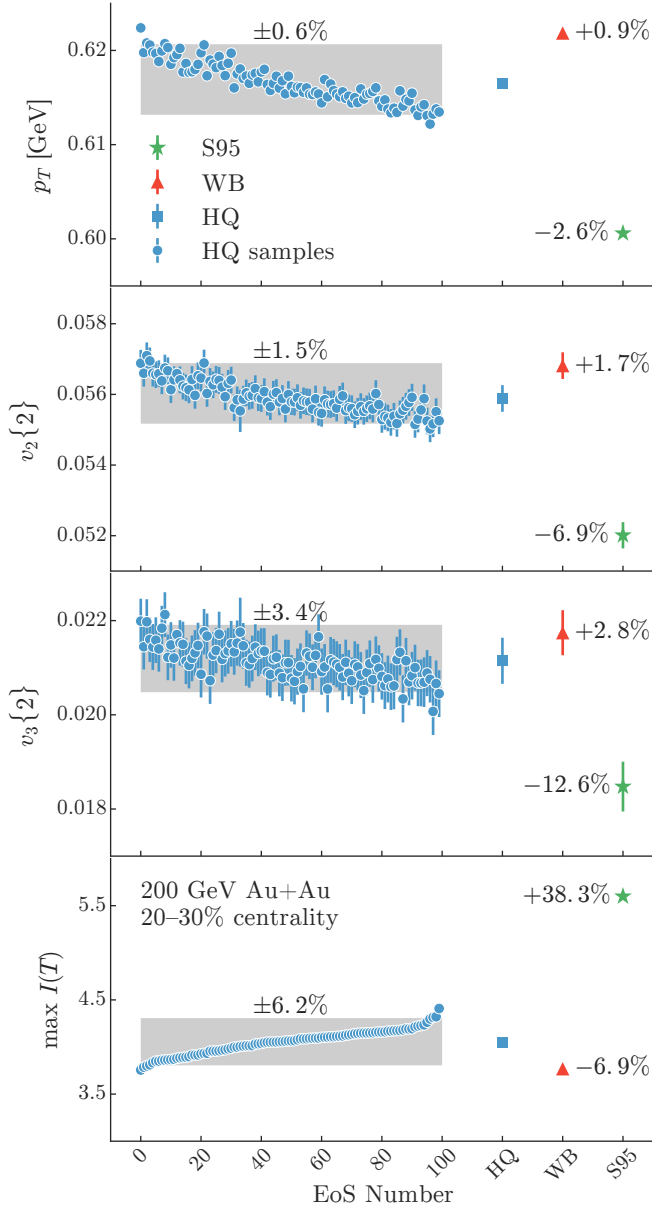 ±0.6%
+0.9%
0.62
0.61
0.60
p_T [GeV]
S95
WB
HQ
HQ samples
−2.6%
0.058
0.056
0.054
0.052
v_2{2}
±1.5%
+1.7%
−6.9%
0.022
0.020
0.018
v_3{2}
±3.4%
+2.8%
−12.6%
200 GeV Au+Au
20–30% centrality
+38.3%
5.5
4.5
3.5
max I(T)
±6.2%
−6.9%
0
20
40
60
80
100
HQ
WB
S95
EoS Number